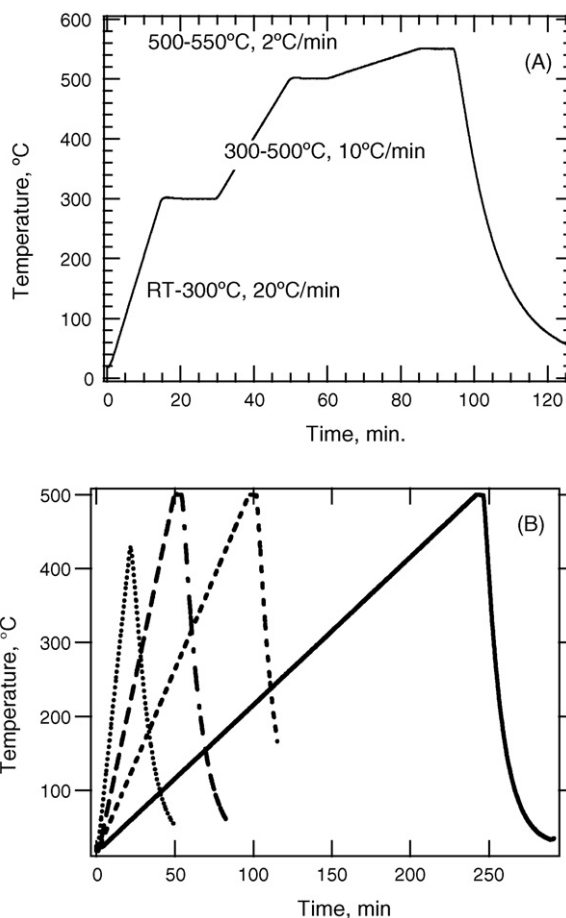 600
500-550ºC, 2ºC/min
(A)
500
400
300-500ºC, 10ºC/min
300
200
RT-300ºC, 20ºC/min
100
0
Temperature, ºC
0 20 40 60 80 100 120
Time, min.
500
(B)
400
300
200
100
Temperature, °C
0 50 100 150 200 250
Time, min